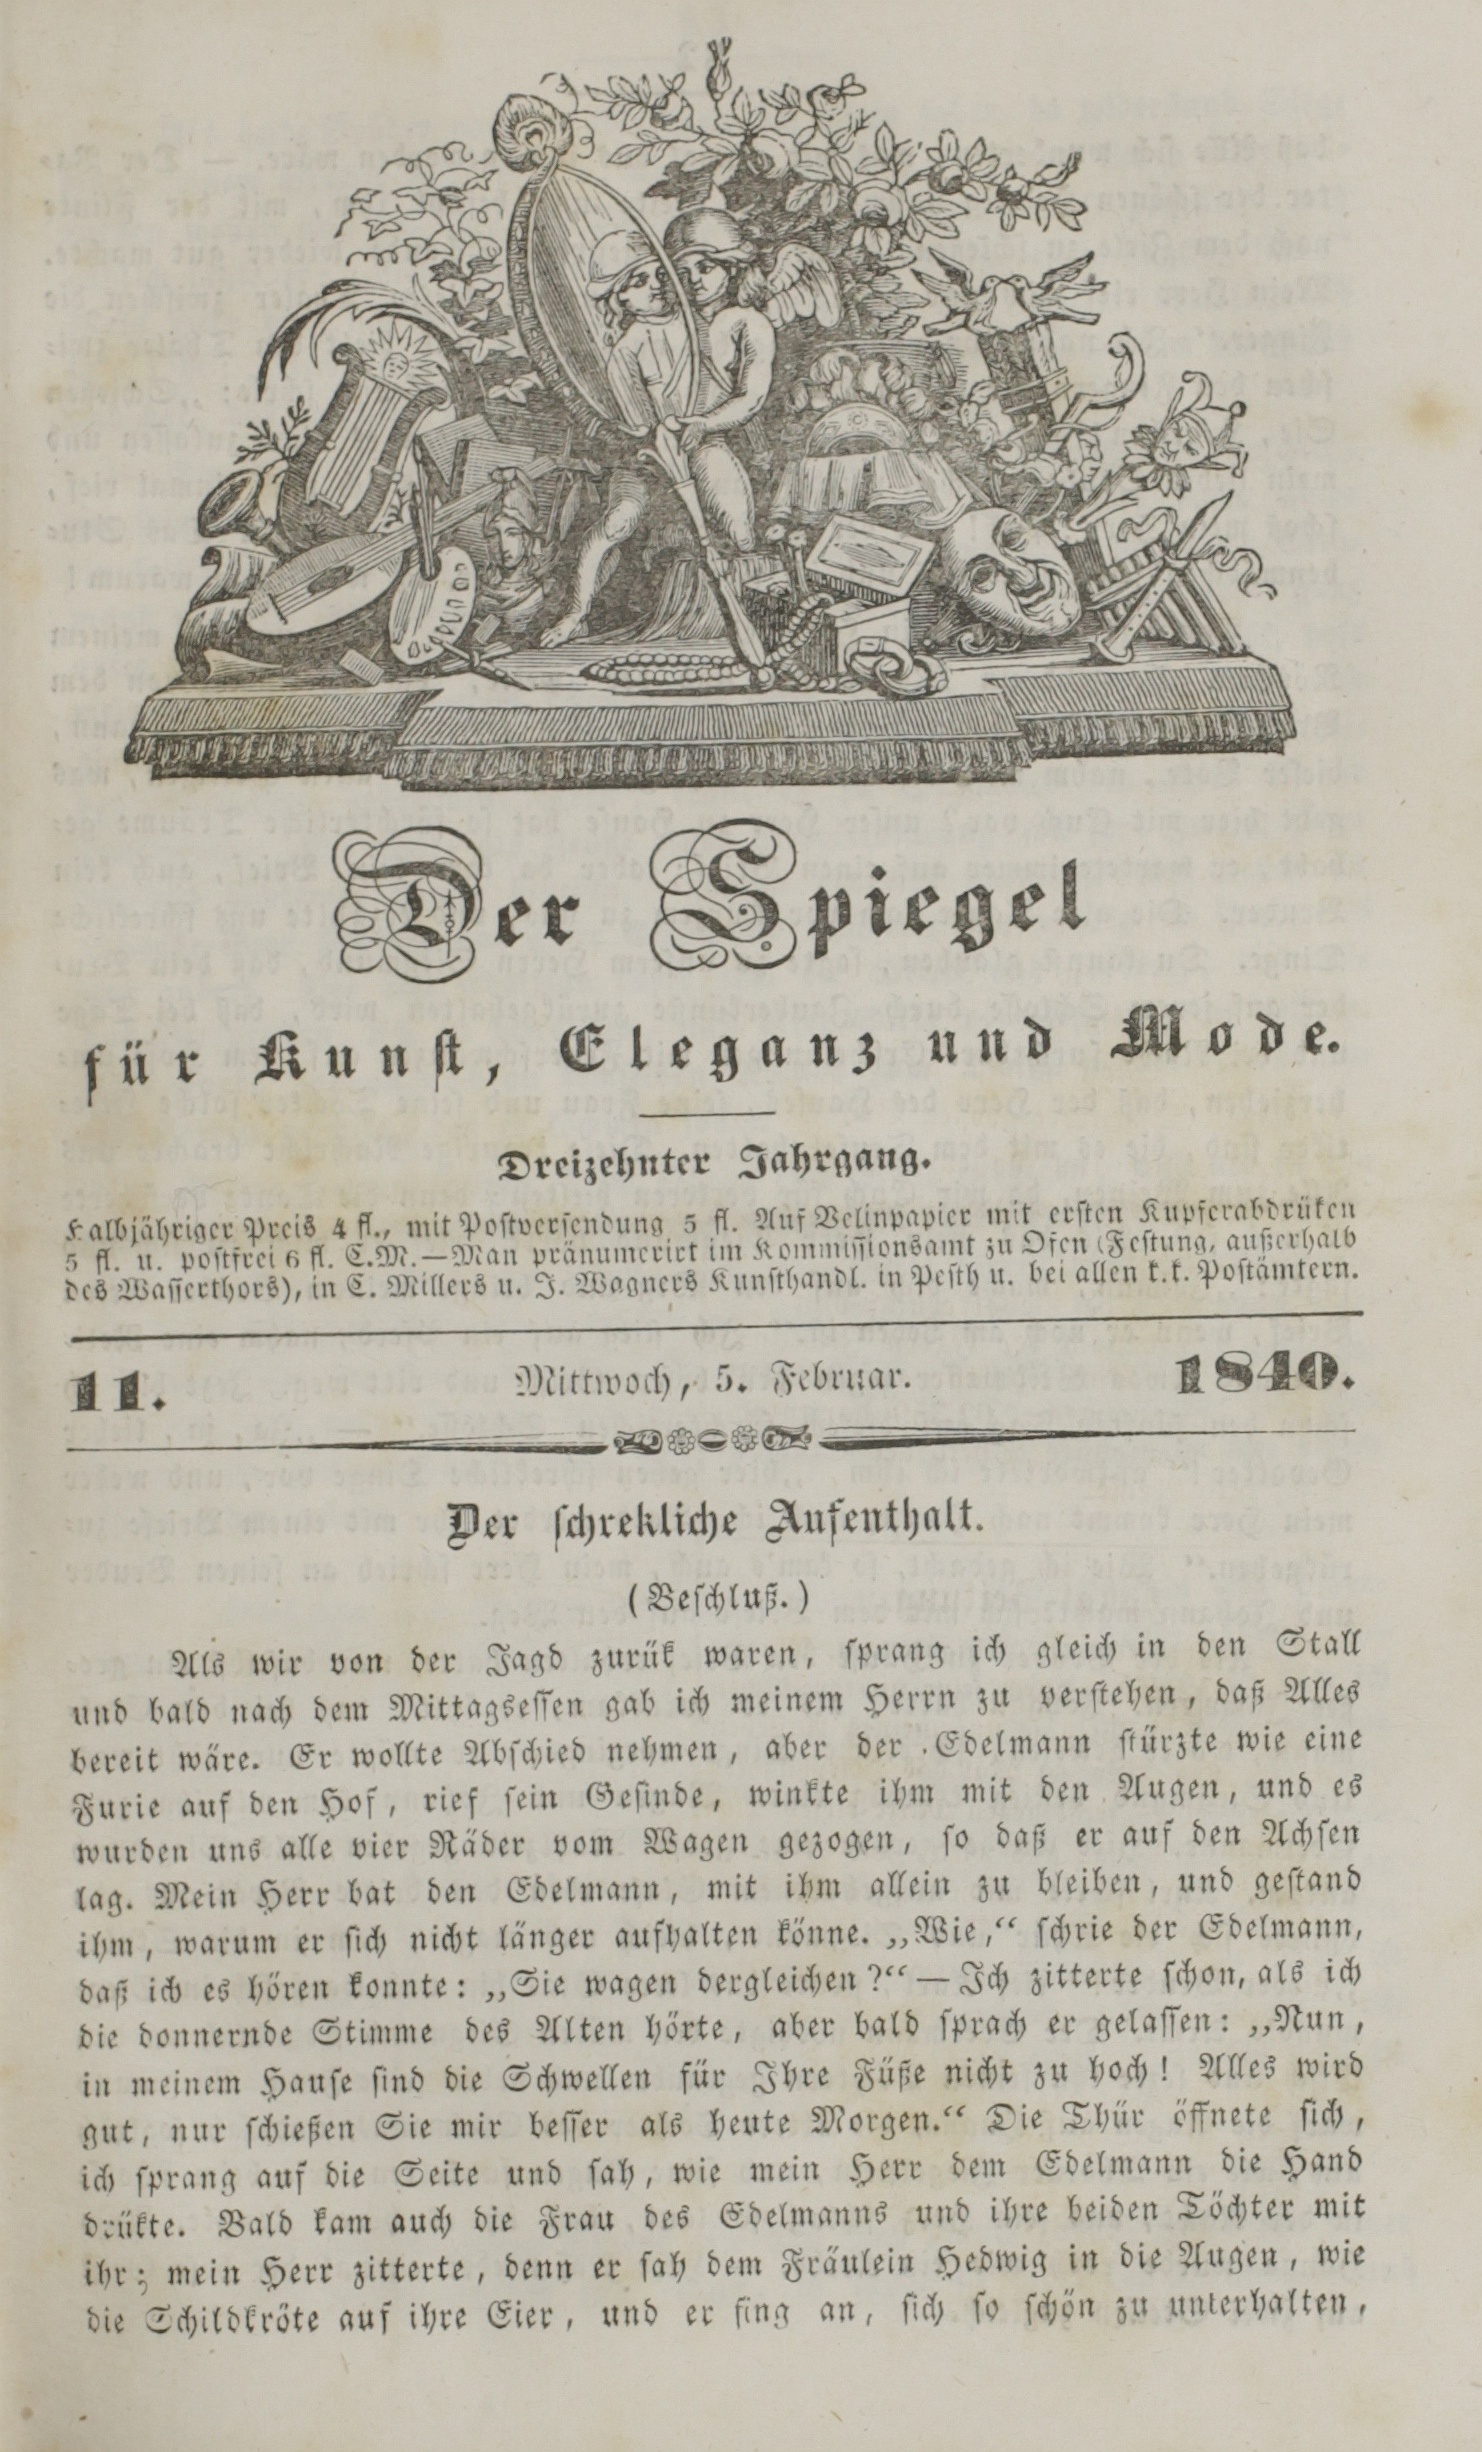 Der Spiegel
für Kunst, Eleganz und Mode.
Dreizehnter Jahrgang.
Halbjähriger Preis 4 fl., mit Postversendung 5 fl. Auf Velinpapier mit ersten Kupferabdrüken
5 fl. u. postfrei 6 fl. C.M. — Man pränumerirt im Kommissionsamt zu Ofen (Festung, außerhalb
des Wasserthors), in C. Millers u. J. Wagners Kunsthandl. in Pesth u. bei allen k.k. Postämtern.
11. Mittwoch, 5. Februar. 1840.
Der schrekliche Aufenthalt.
(Beschluß.)
Als wir von der Jagd zurük waren, sprang ich gleich in den Stall
und bald nach dem Mittagsessen gab ich meinem Herrn zu verstehen, daß Alles
bereit wäre. Er wollte Abschied nehmen, aber der Edelmann stürzte wie eine
Furie auf den Hof, rief sein Gesinde, winkte ihm mit den Augen, und es
wurden uns alle vier Räder vom Wagen gezogen, so daß er auf den Achsen
lag. Mein Herr bat den Edelmann, mit ihm allein zu bleiben, und gestand
ihm, warum er sich nicht länger aufhalten könne. „Wie,“ schrie der Edelmann,
daß ich es hören konnte: „Sie wagen dergleichen?“ — Ich zitterte schon, als ich
die donnernde Stimme des Alten hörte, aber bald sprach er gelassen: „Nun,
in meinem Hause sind die Schwellen für Ihre Füße nicht zu hoch! Alles wird
gut, nur schießen Sie mir besser als heute Morgen.“ Die Thür öffnete sich,
ich sprang auf die Seite und sah, wie mein Herr dem Edelmann die Hand
drükte. Bald kam auch die Frau des Edelmanns und ihre beiden Töchter mit
ihr; mein Herr zitterte, denn er sah dem Fräulein Hedwig in die Augen, wie
die Schildkröte auf ihre Eier, und er fing an, sich so schön zu unterhalten,